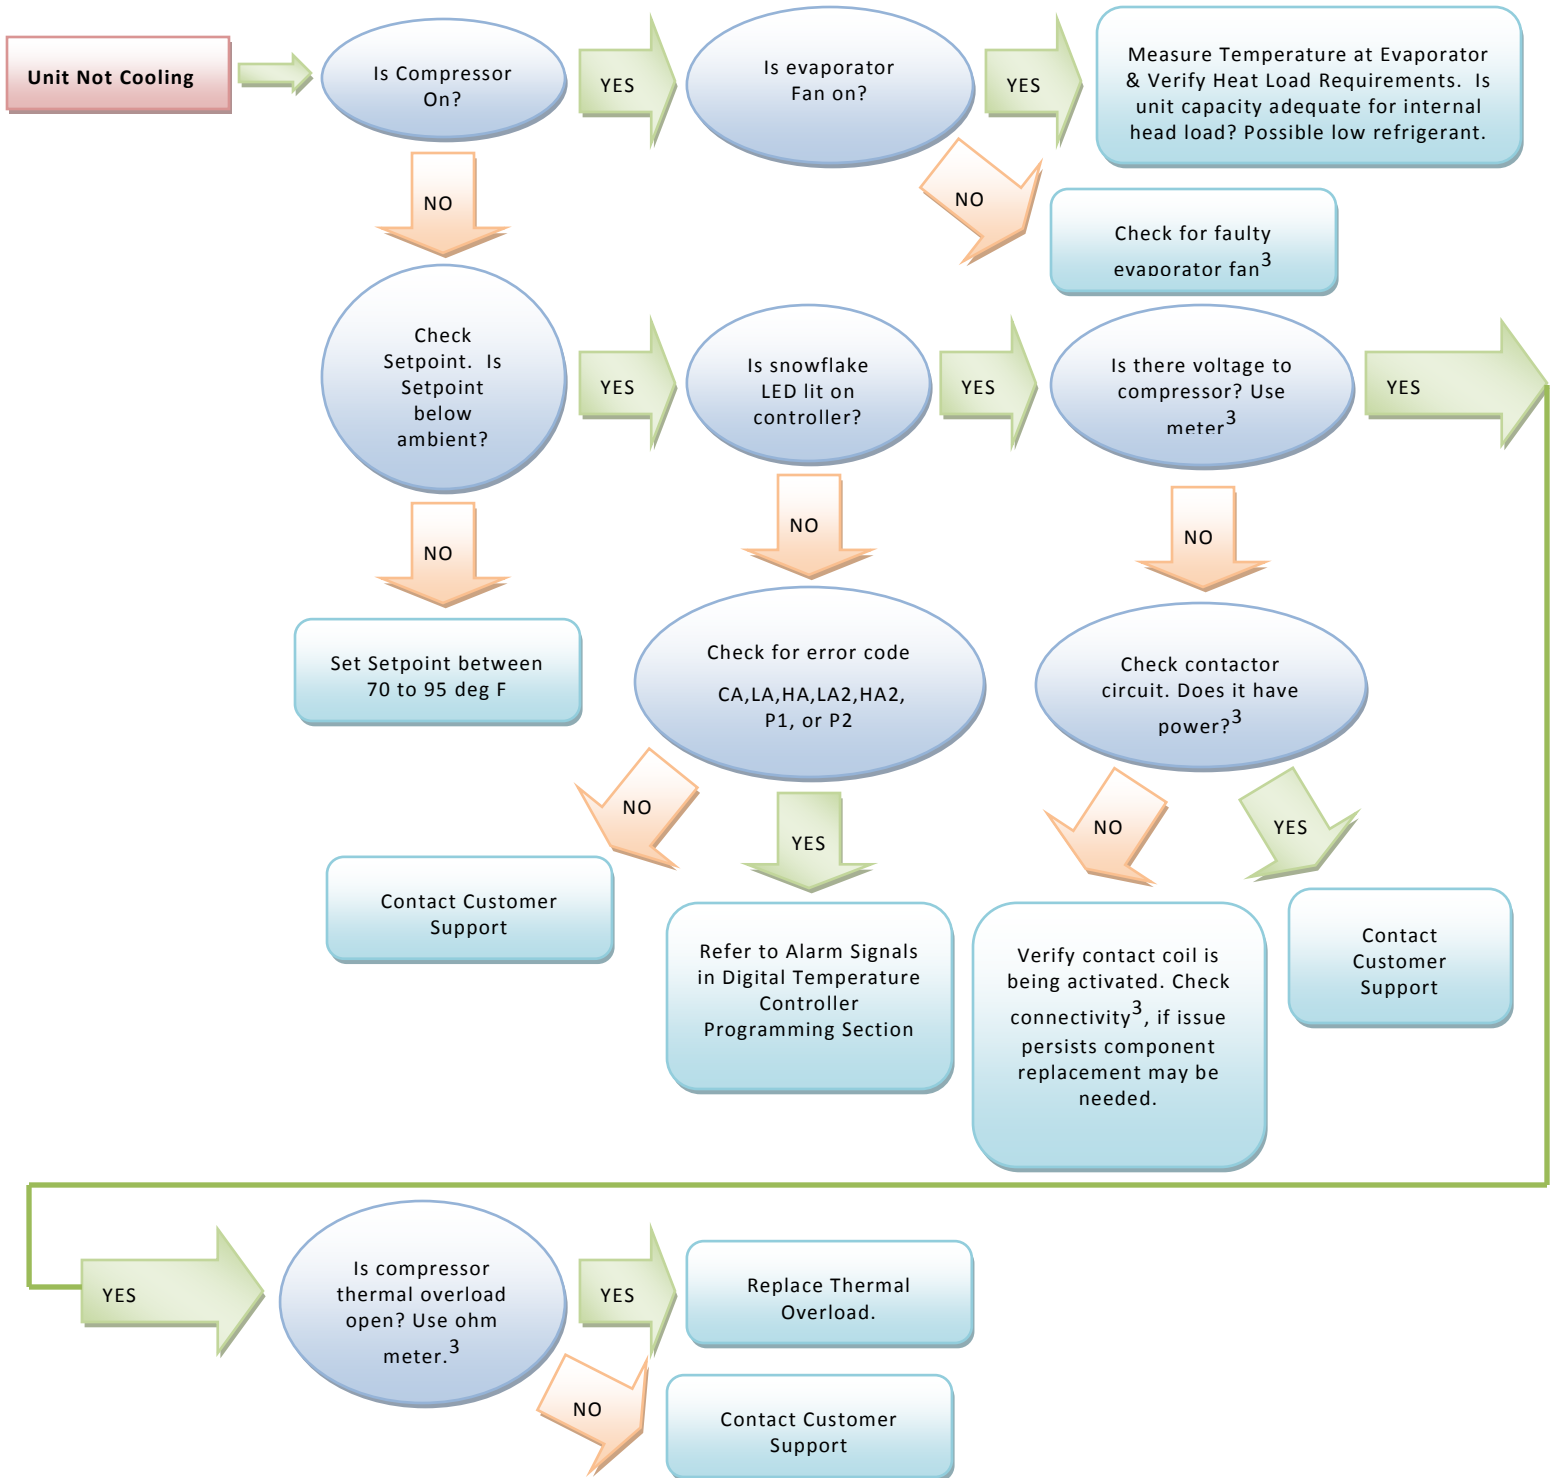 Unit Not Cooling
Is Compressor
On?
YES
Is evaporator
Fan on?
YES
Measure Temperature at Evaporator
& Verify Heat Load Requirements.  Is
unit capacity adequate for internal
head load? Possible low refrigerant.
NO
NO
Check for faulty
evaporator fan3
Check
Setpoint.  Is
Setpoint
below
ambient?
YES
Is snowflake
LED lit on
controller?
YES
Is there voltage to
compressor? Use
meter3
YES
NO
NO
NO
Set Setpoint between
70 to 95 deg F
Check for error code
CA,LA,HA,LA2,HA2,
P1, or P2
Check contactor
circuit. Does it have
power?3
NO
YES
NO
YES
Contact Customer
Support
Refer to Alarm Signals
in Digital Temperature
Controller
Programming Section
Verify contact coil is
being activated. Check
connectivity3, if issue
persists component
replacement may be
needed.
Contact
Customer
Support
YES
Is compressor
thermal overload
open? Use ohm
meter.3
YES
Replace Thermal
Overload.
NO
Contact Customer
Support